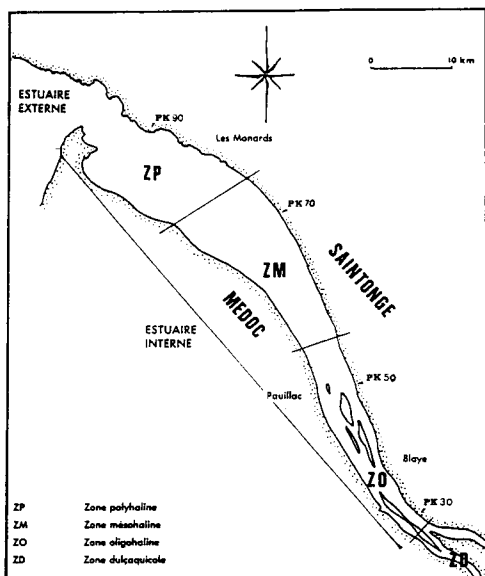 ESTUAIRE
EXTERNE
0 10 km
PK 90
Les Monards
ZP
PK 70
SAINTONGE
ZM
MEDOC
ESTUAIRE
INTERNE
PK 50
Pauillac
Blaye
ZO
PK 30
ZD
ZP Zone polyhaline
ZM Zone mésohaline
ZO Zone oligohaline
ZD Zone dulçaquicole